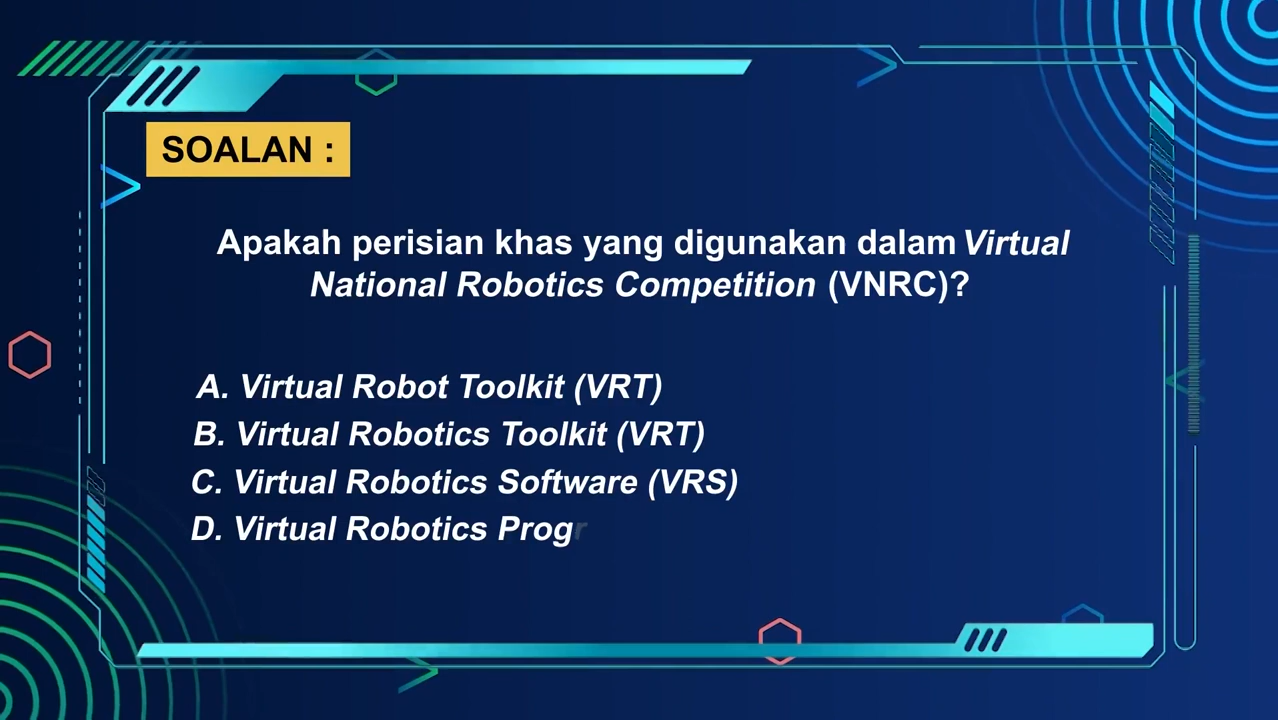 SOALAN :
Apakah perisian khas yang digunakan dalam Virtual
National Robotics Competition (VNRC)?
A. Virtual Robot Toolkit (VRT)
B. Virtual Robotics Toolkit (VRT)
C. Virtual Robotics Software (VRS)
D. Virtual Robotics Progr